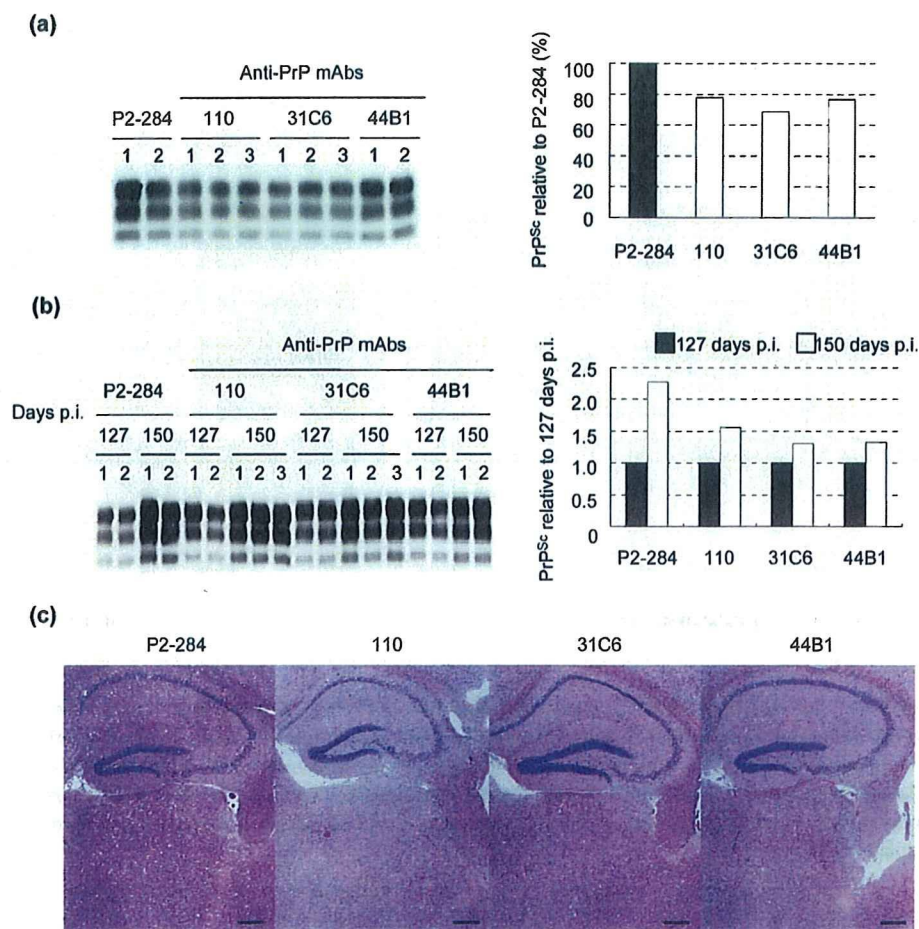 (a)
Anti-PrP mAbs
P2-284 110 31C6 44B1
1 2 1 2 3 1 2 3 1 2
PrPSc relative to P2-284 (%)
100
80
60
40
20
0
P2-284 110 31C6 44B1
(b)
Anti-PrP mAbs
P2-284 110 31C6 44B1
Days p.i.
127 150 127 150 127 150 127 150
1 2 1 2 1 2 1 2 3 1 2 1 2 3 1 2 1 2
127 days p.i. 150 days p.i.
PrPSc relative to 127 days p.i.
2.5
2.0
1.5
1.0
0.5
0
P2-284 110 31C6 44B1
(c)
P2-284 110 31C6 44B1